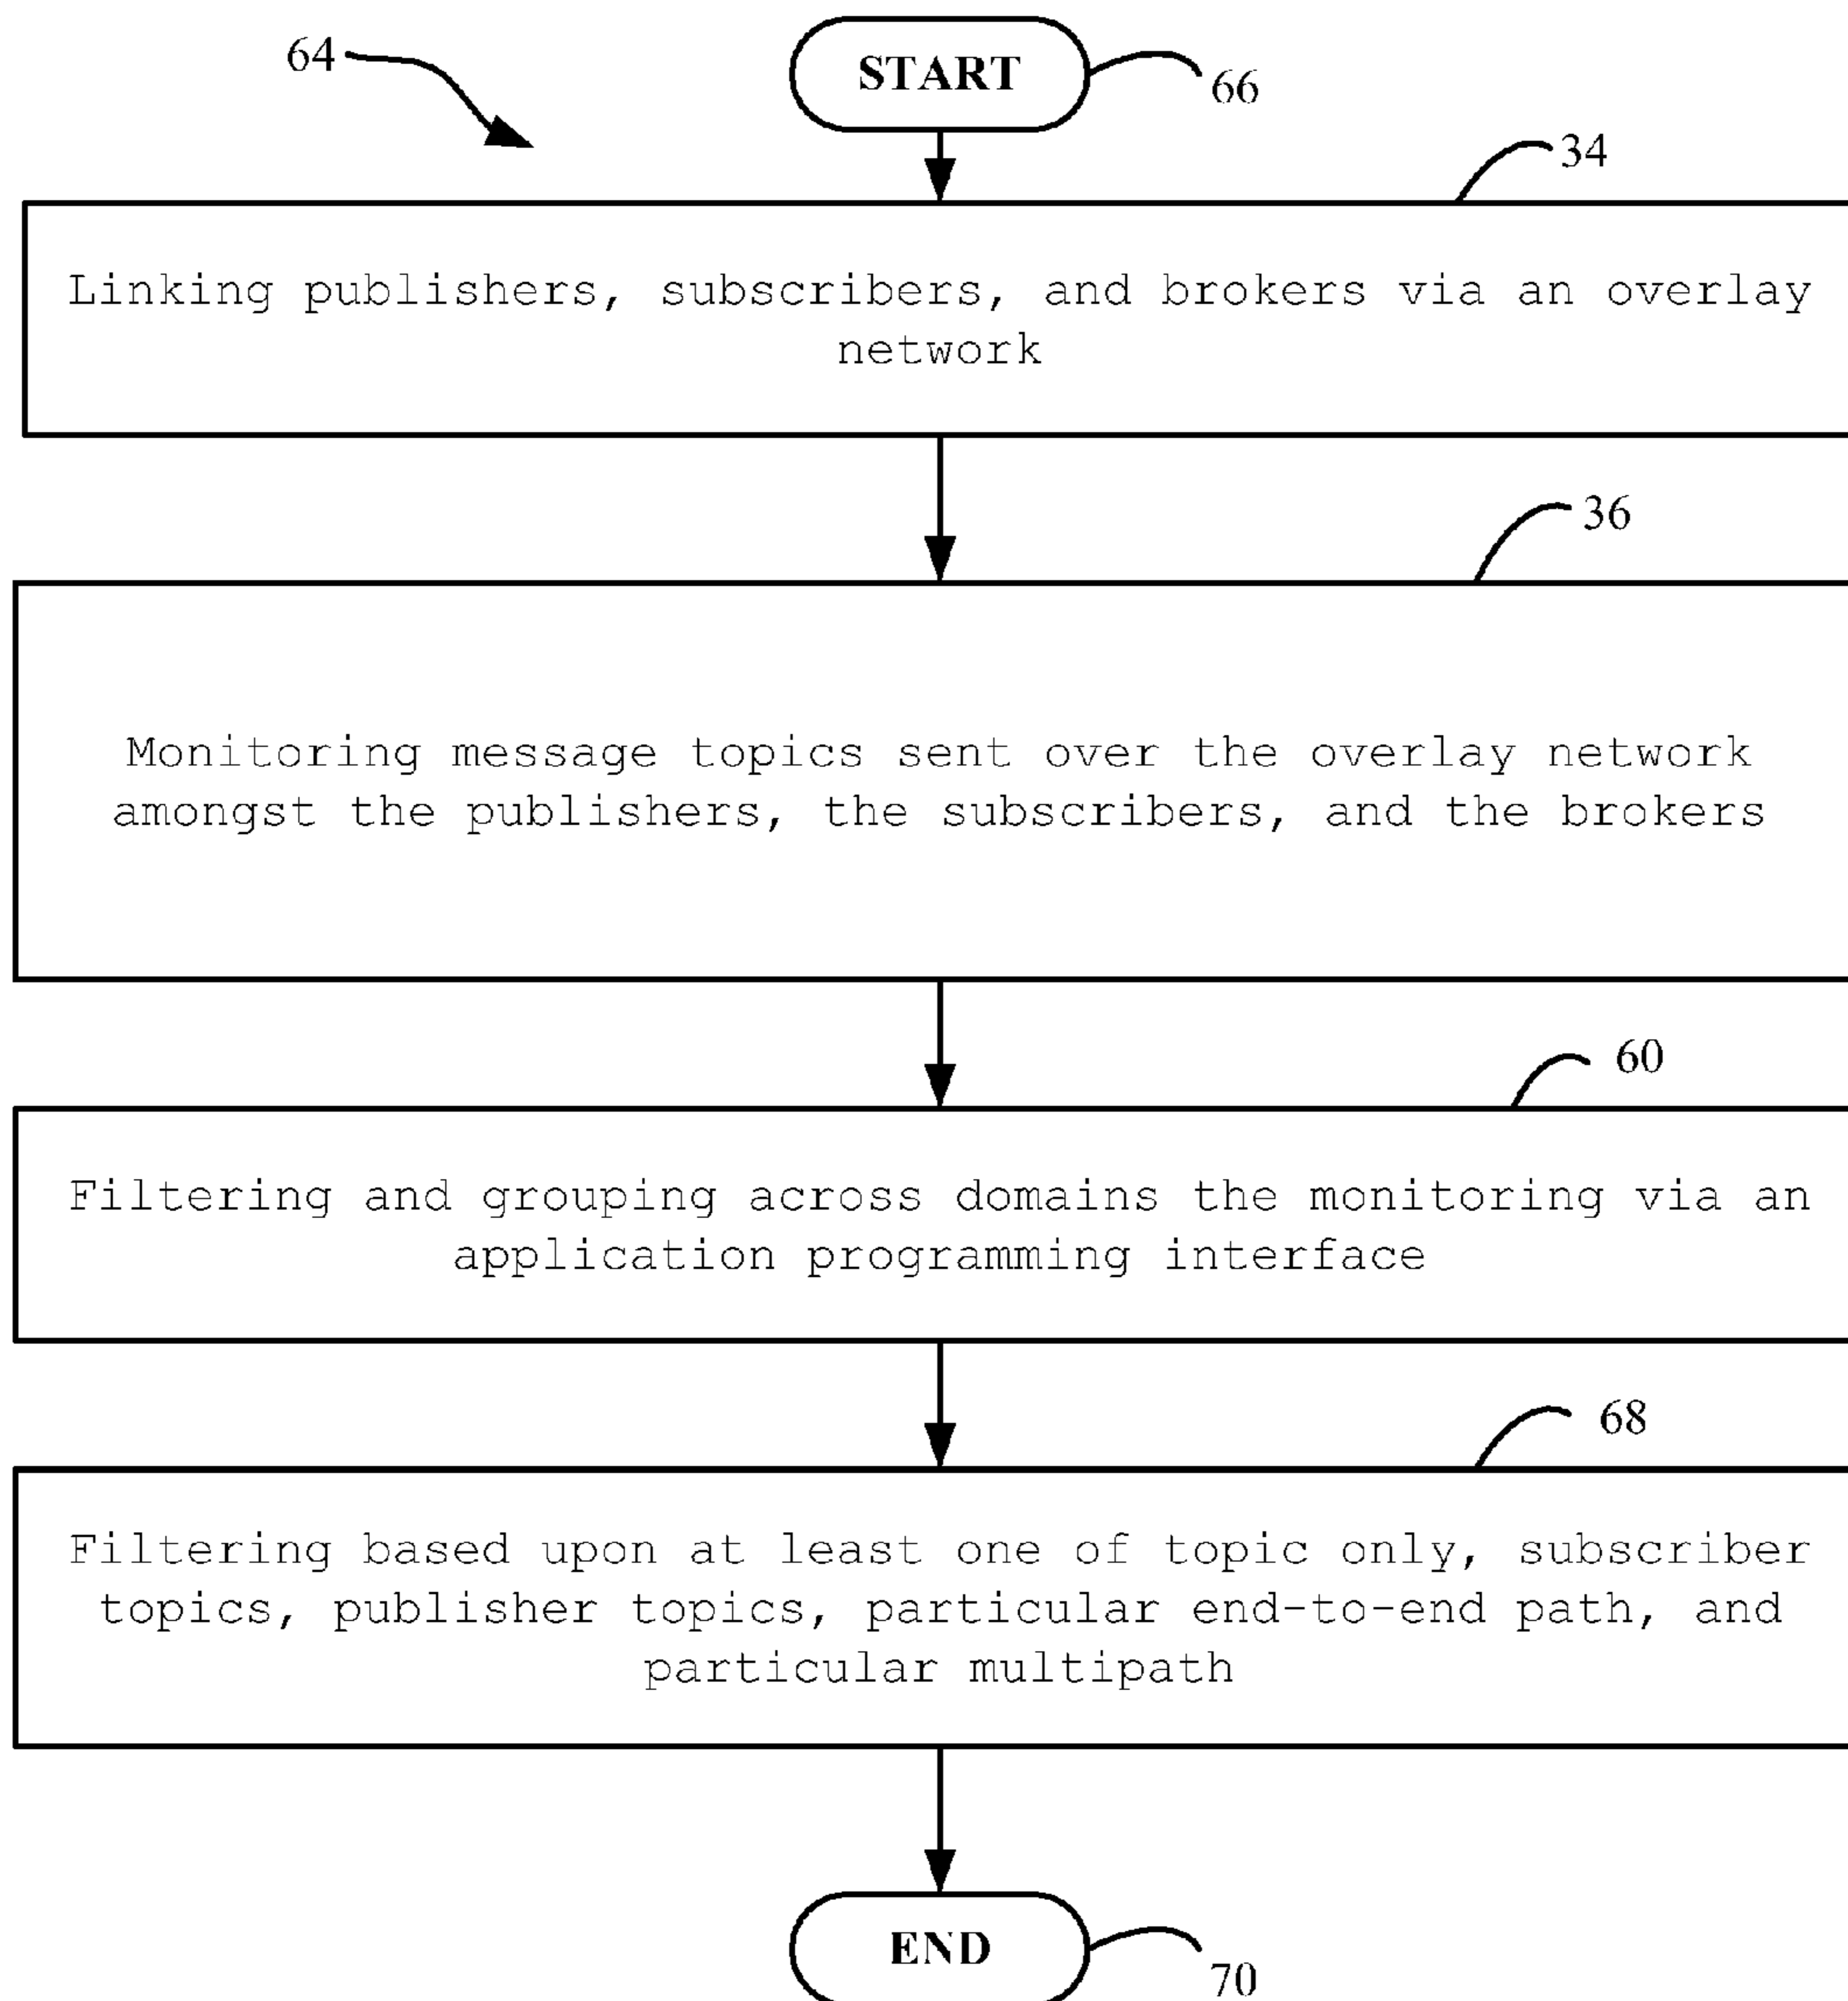 64
START
66
34
Linking publishers, subscribers, and brokers via an overlay
network
36
Monitoring message topics sent over the overlay network
amongst the publishers, the subscribers, and the brokers
60
Filtering and grouping across domains the monitoring via an
application programming interface
68
Filtering based upon at least one of topic only, subscriber
topics, publisher topics, particular end-to-end path, and
particular multipath
END
70